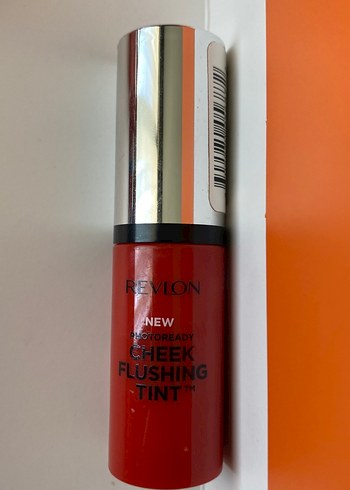 REVLON
NEW
PHOTOREADY
CHEEK
FLUSHING
TINT™